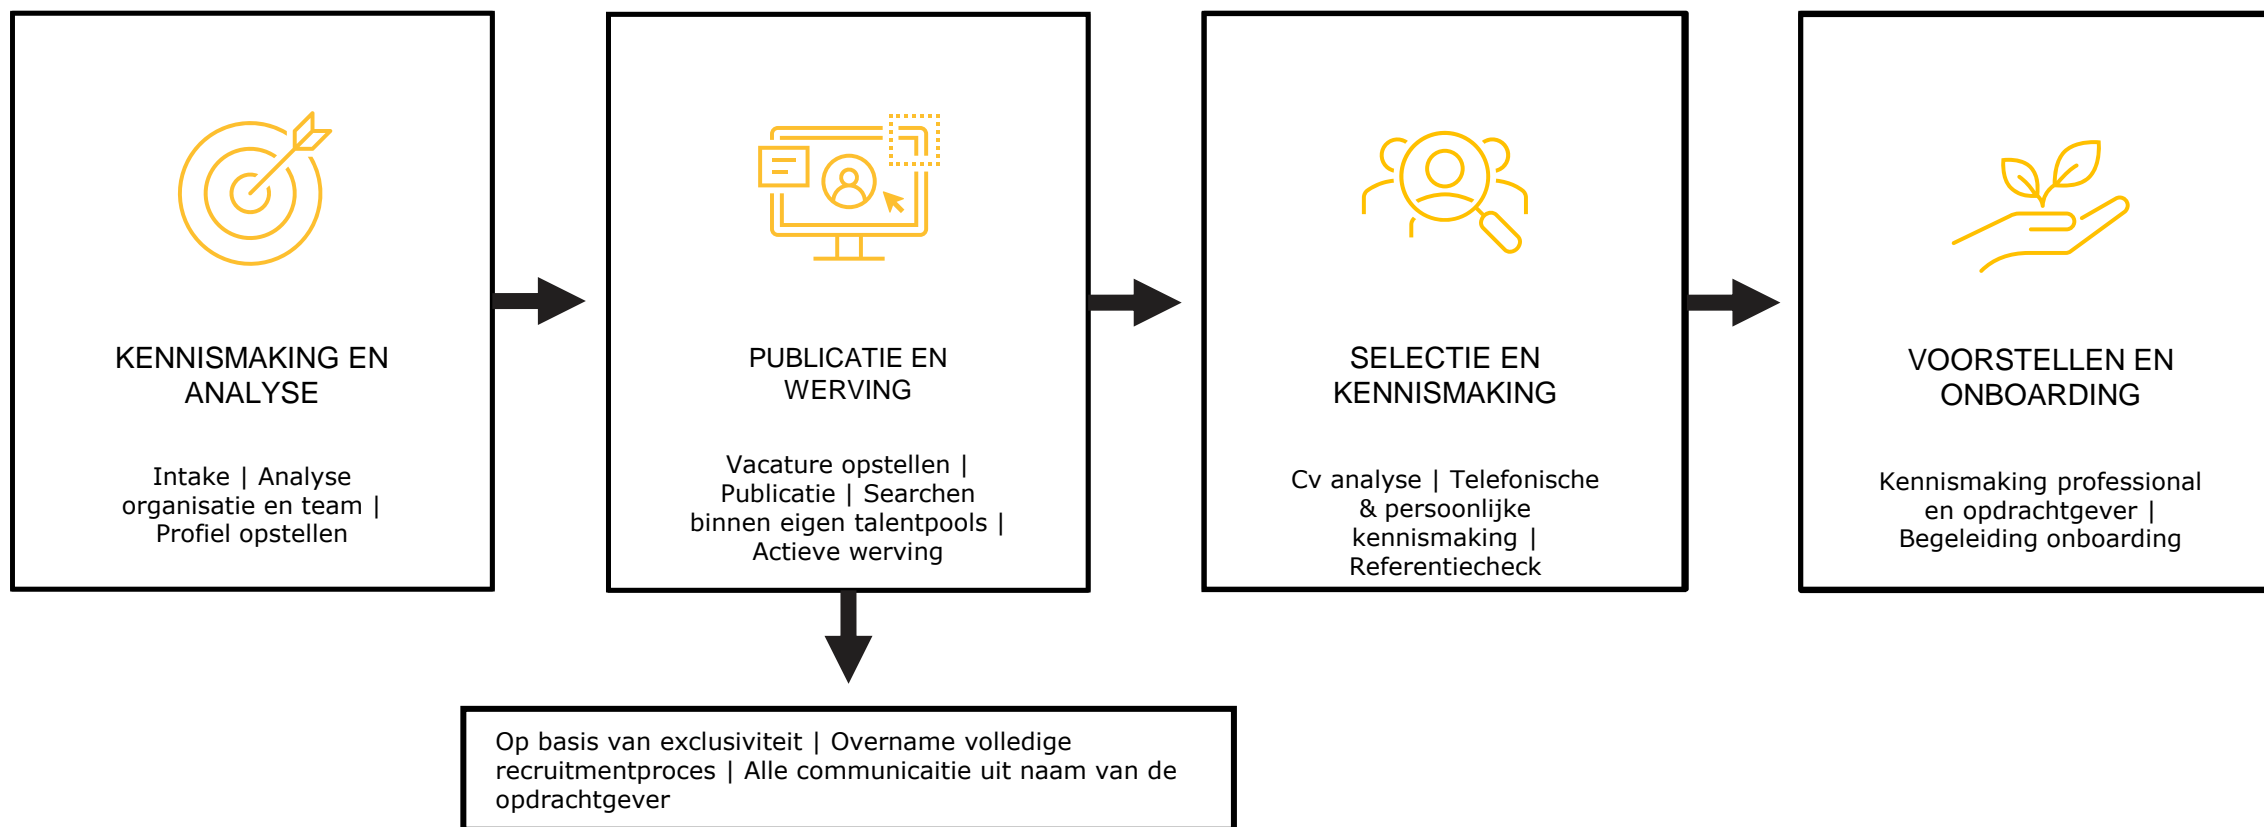 KENNISMAKING EN
ANALYSE
Intake | Analyse
organisatie en team |
Profiel opstellen
PUBLICATIE EN
WERVING
Vacature opstellen |
Publicatie | Searchen
binnen eigen talentpools |
Actieve werving
SELECTIE EN
KENNISMAKING
Cv analyse | Telefonische
& persoonlijke
kennismaking |
Referentiecheck
VOORSTELLEN EN
ONBOARDING
Kennismaking professional
en opdrachtgever |
Begeleiding onboarding
Op basis van exclusiviteit | Overname volledige
recruitmentproces | Alle communicaitie uit naam van de
opdrachtgever